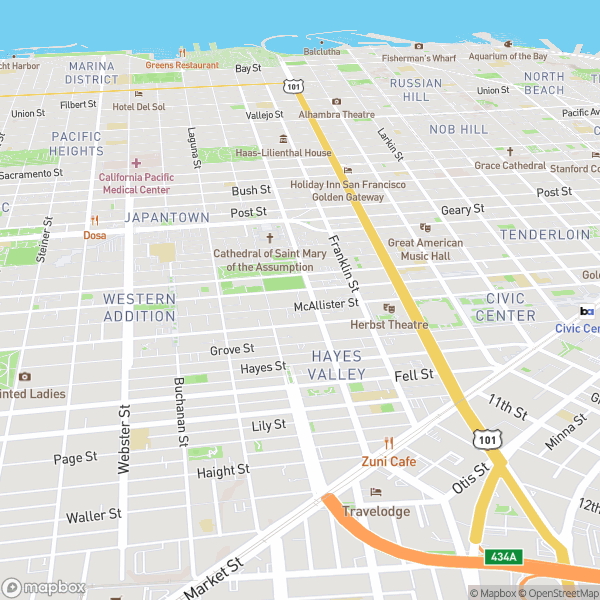 Balclutha
cht Harbor
MARINA
DISTRICT
Greens Restaurant
Bay St
Fisherman's Wharf
Aquarium of the Bay
101
RUSSIAN
HILL
NORTH
BEACH
Union St
Filbert St
Hotel Del Sol
Vallejo St
Alhambra Theatre
Union St
Pacific Av
PACIFIC
HEIGHTS
Laguna St
Haas-Lilienthal House
Larkin St
NOB HILL
Grace Cathedral
Sacramento St
California Pacific
Medical Center
Holiday Inn San Francisco
Golden Gateway
Stanford Co
Bush St
Post St
Post St
JAPANTOWN
Geary St
Steiner St
Dosa
Cathedral of Saint Mary
of the Assumption
Franklin St
Great American
Music Hall
TENDERLOIN
Gold
WESTERN
ADDITION
McAllister St
Herbst Theatre
CIVIC
CENTER
ba
Civic Cen
Grove St
Hayes St
HAYES
VALLEY
Fell St
inted Ladies
Webster St
Buchanan St
11th St
Minna St
G
Lily St
101
Page St
Zuni Cafe
Otis St
Haight St
Travelodge
12th
Waller St
Market St
434A
mapbox
© Mapbox © OpenStreetMap